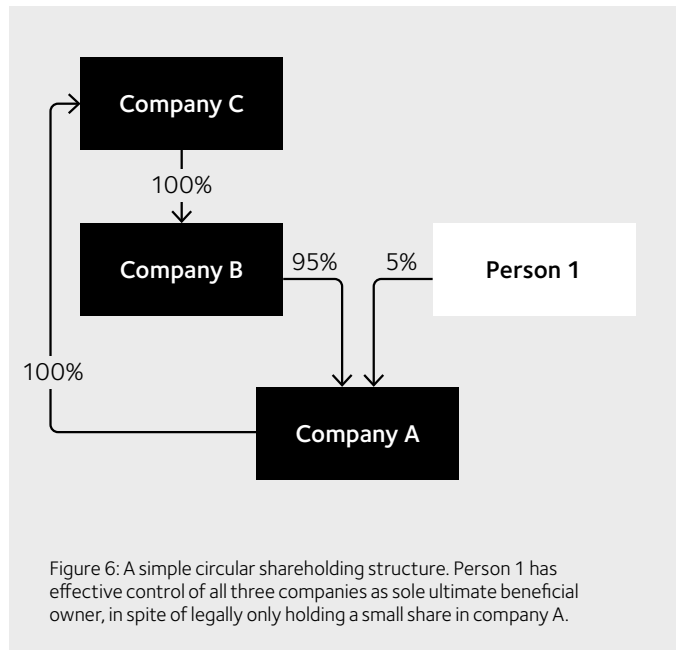 Company C
100%
Company B
95%
5%
Person 1
100%
Company A
Figure 6: A simple circular shareholding structure. Person 1 has
effective control of all three companies as sole ultimate beneficial
owner, in spite of legally only holding a small share in company A.